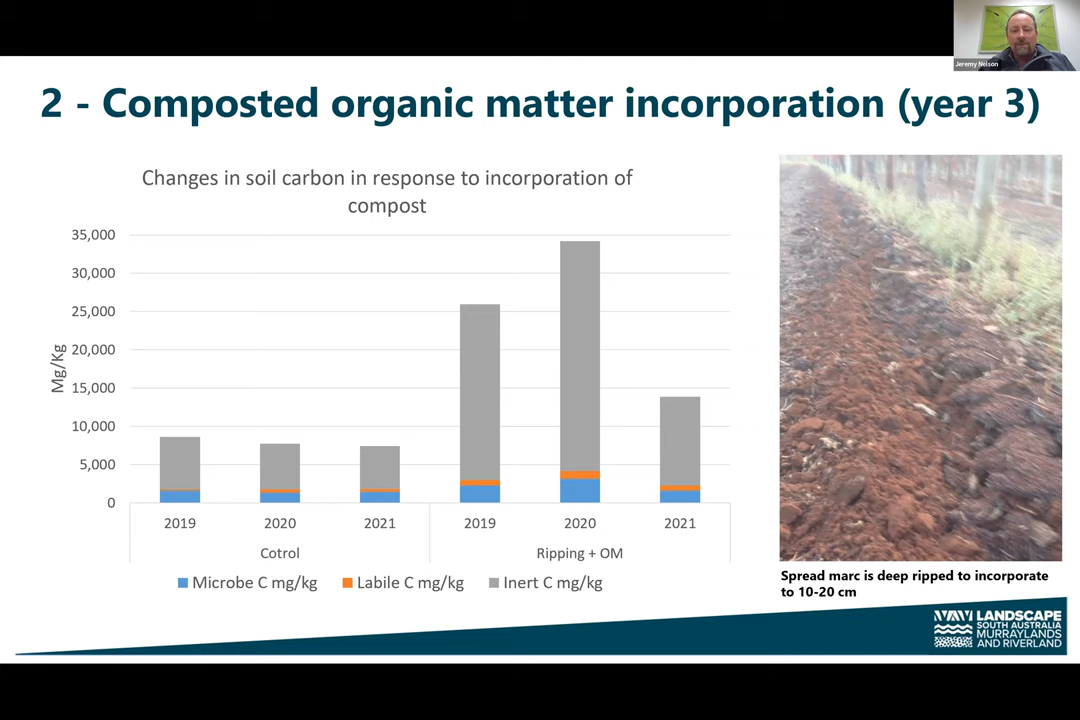 Jeremy Nelson
2 - Composted organic matter incorporation (year 3)
Changes in soil carbon in response to incorporation of
compost
35,000
30,000
25,000
20,000
15,000
10,000
5,000
0
Mg/Kg
2019 2020 2021 2019 2020 2021
Cotrol Ripping + OM
Microbe C mg/kg Labile C mg/kg Inert C mg/kg
Spread marc is deep ripped to incorporate
to 10-20 cm
LANDSCAPE
SOUTH AUSTRALIA
MURRAYLANDS
AND RIVERLAND